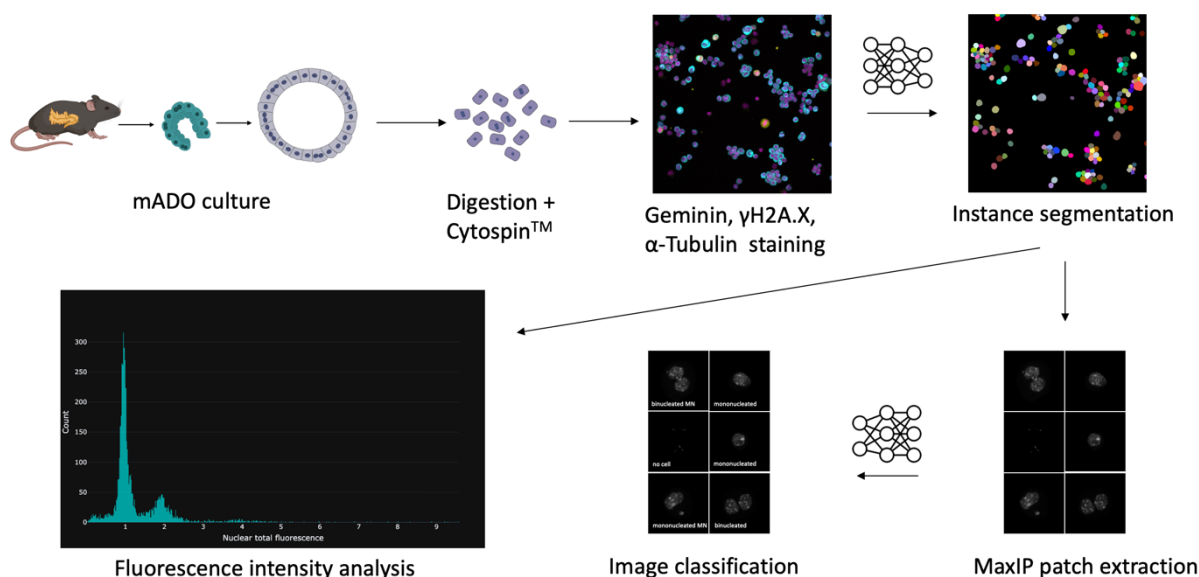 mADO culture
Digestion +
Cytospin™
Geminin, γH2A.X,
α-Tubulin staining
Instance segmentation
300
250
200
150
100
50
0
Count
1 2 3 4 5 6 7 8 9
Nuclear total fluorescence
Fluorescence intensity analysis
binucleated MN
mononucleated
no cell
mononucleated
mononucleated MN
binucleated
Image classification
MaxIP patch extraction